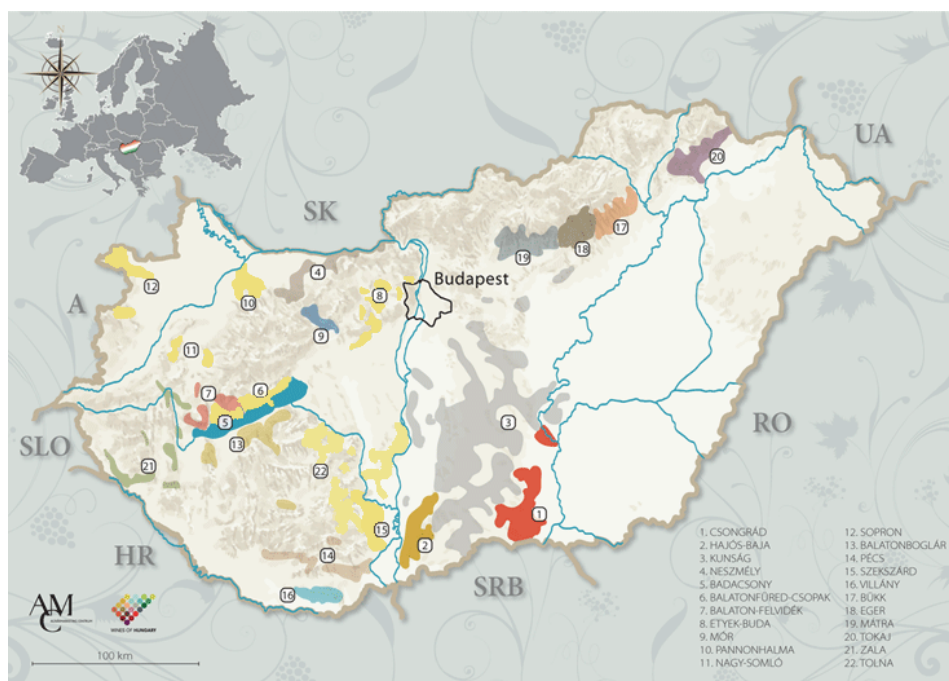 N
UA
SK
20
17
18
19
4
Budapest
12
8
10
A
9
11
6
7
5
3
RO
SLO
13
21
22
1
15
2
14
HR
SRB
16
1. CSONGRÁD
2. HAJÓS-BAJA
3. KUNSÁG
4. NESZMÉLY
5. BADACSONY
6. BALATONFÜRED-CSOPAK
7. BALATON-FELVIDÉK
8. ETYEK-BUDA
9. MÓR
10. PANNONHALMA
11. NAGY-SOMLÓ
12. SOPRON
13. BALATONBOGLÁR
14. PÉCS
15. SZEKSZÁRD
16. VILLÁNY
17. BÜKK
18. EGER
19. MÁTRA
20. TOKAJ
21. ZALA
22. TOLNA
AMC
WINES OF HUNGARY
100 km